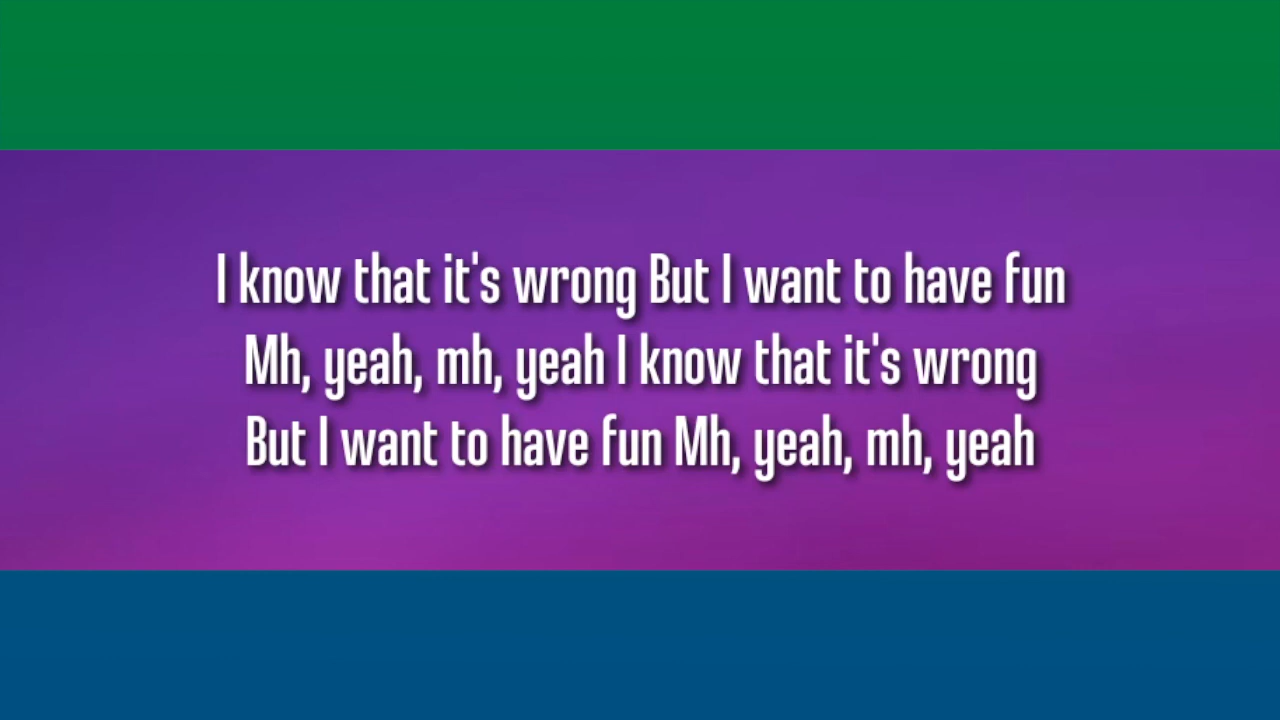 I know that it's wrong But I want to have fun
Mh, yeah, mh, yeah I know that it's wrong
But I want to have fun Mh, yeah, mh, yeah